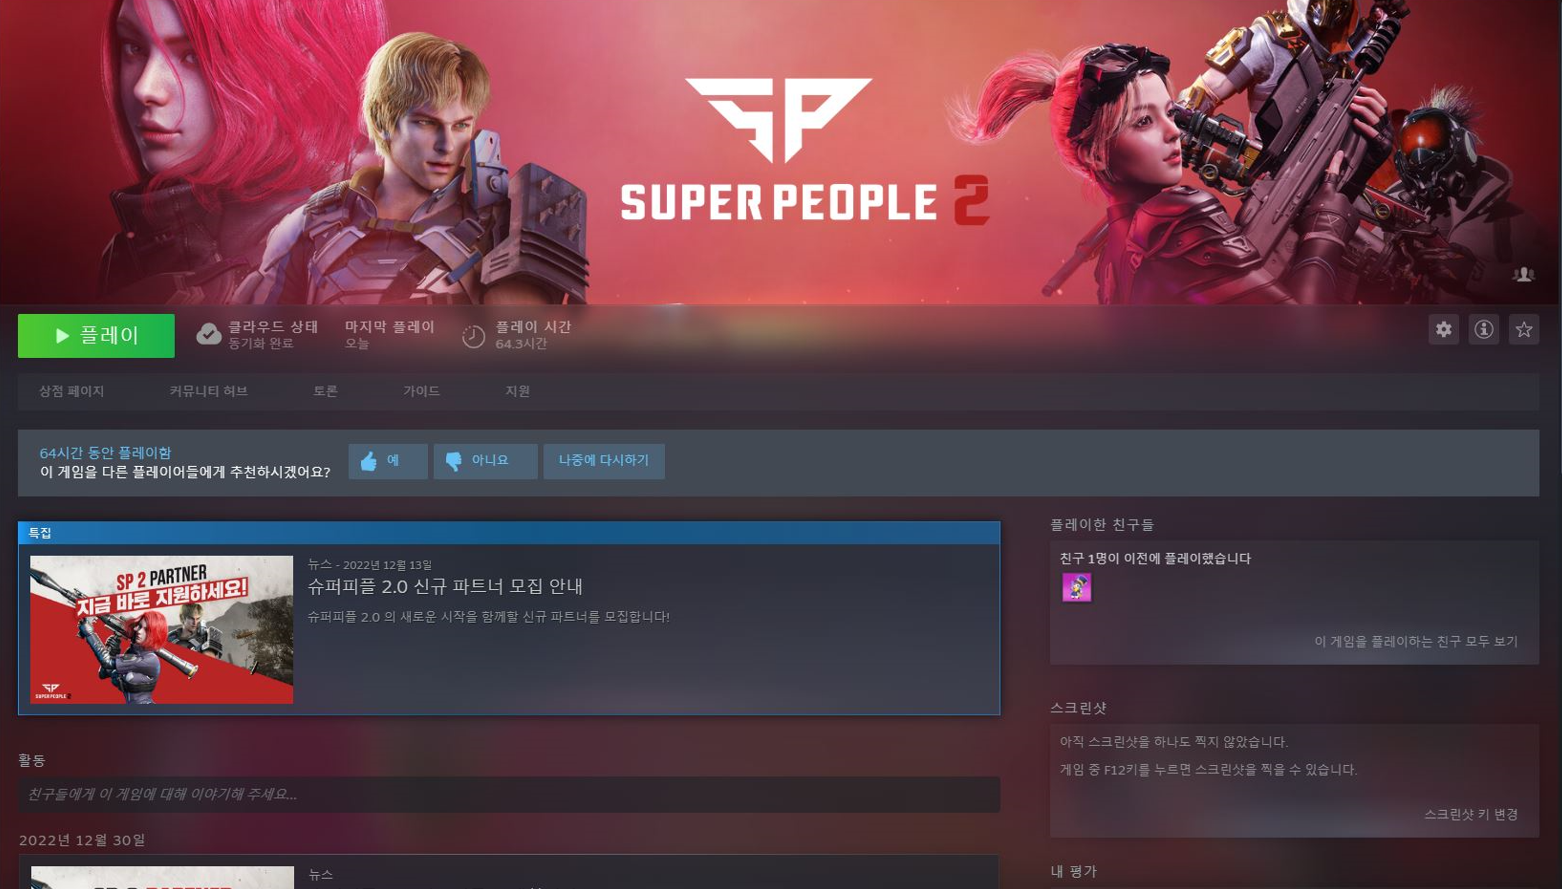 SP
SUPER PEOPLE 2
플레이
클라우드 상태
동기화 완료
마지막 플레이
오늘
플레이 시간
64.3시간
상점 페이지
커뮤니티 허브
토론
가이드
지원
64시간 동안 플레이함
이 게임을 다른 플레이어들에게 추천하시겠어요?
예
아니요
나중에 다시하기
특집
SP 2 PARTNER
지금 바로 지원하세요!
SP
SUPER PEOPLE 2
뉴스 - 2022년 12월 13일
슈퍼피플 2.0 신규 파트너 모집 안내
슈퍼피플 2.0 의 새로운 시작을 함께할 신규 파트너를 모집합니다!
활동
친구들에게 이 게임에 대해 이야기해 주세요...
2022년 12월 30일
뉴스
플레이한 친구들
친구 1명이 이전에 플레이했습니다
이 게임을 플레이하는 친구 모두 보기
스크린샷
아직 스크린샷을 하나도 찍지 않았습니다.
게임 중 F12키를 누르면 스크린샷을 찍을 수 있습니다.
스크린샷 키 변경
내 평가